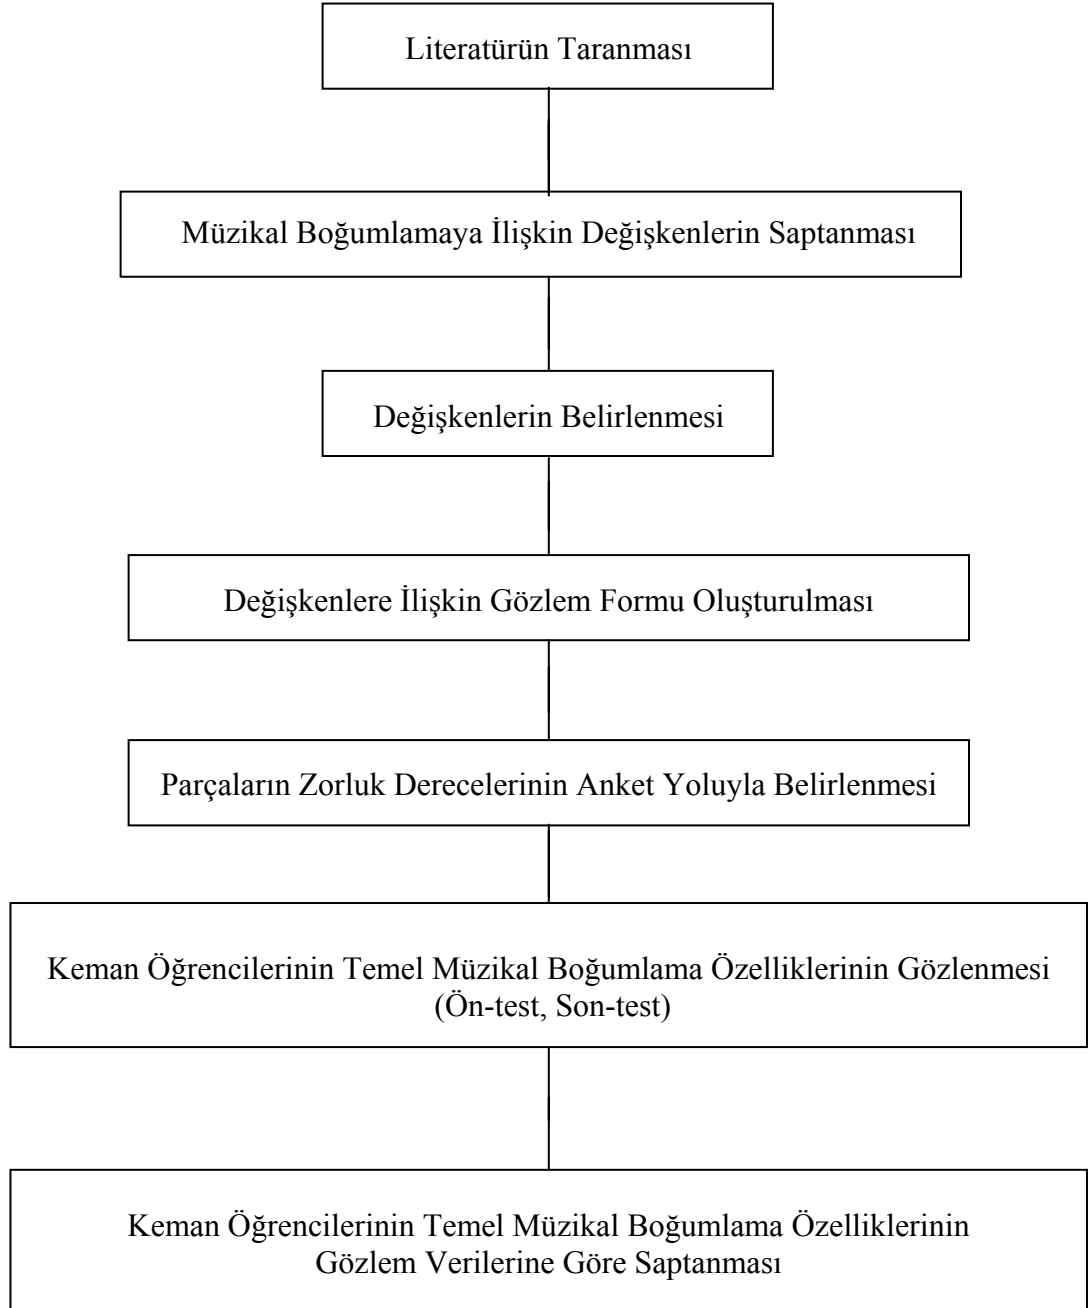 Literatürün Taranması
Müzikal Boğumlamaya İlişkin Değişkenlerin Saptanması
Değişkenlerin Belirlenmesi
Değişkenlere İlişkin Gözlem Formu Oluşturulması
Parçaların Zorluk Derecelerinin Anket Yoluyla Belirlenmesi
Keman Öğrencilerinin Temel Müzikal Boğumlama Özelliklerinin Gözlenmesi
(Ön-test, Son-test)
Keman Öğrencilerinin Temel Müzikal Boğumlama Özelliklerinin
Gözlem Verilerine Göre Saptanması